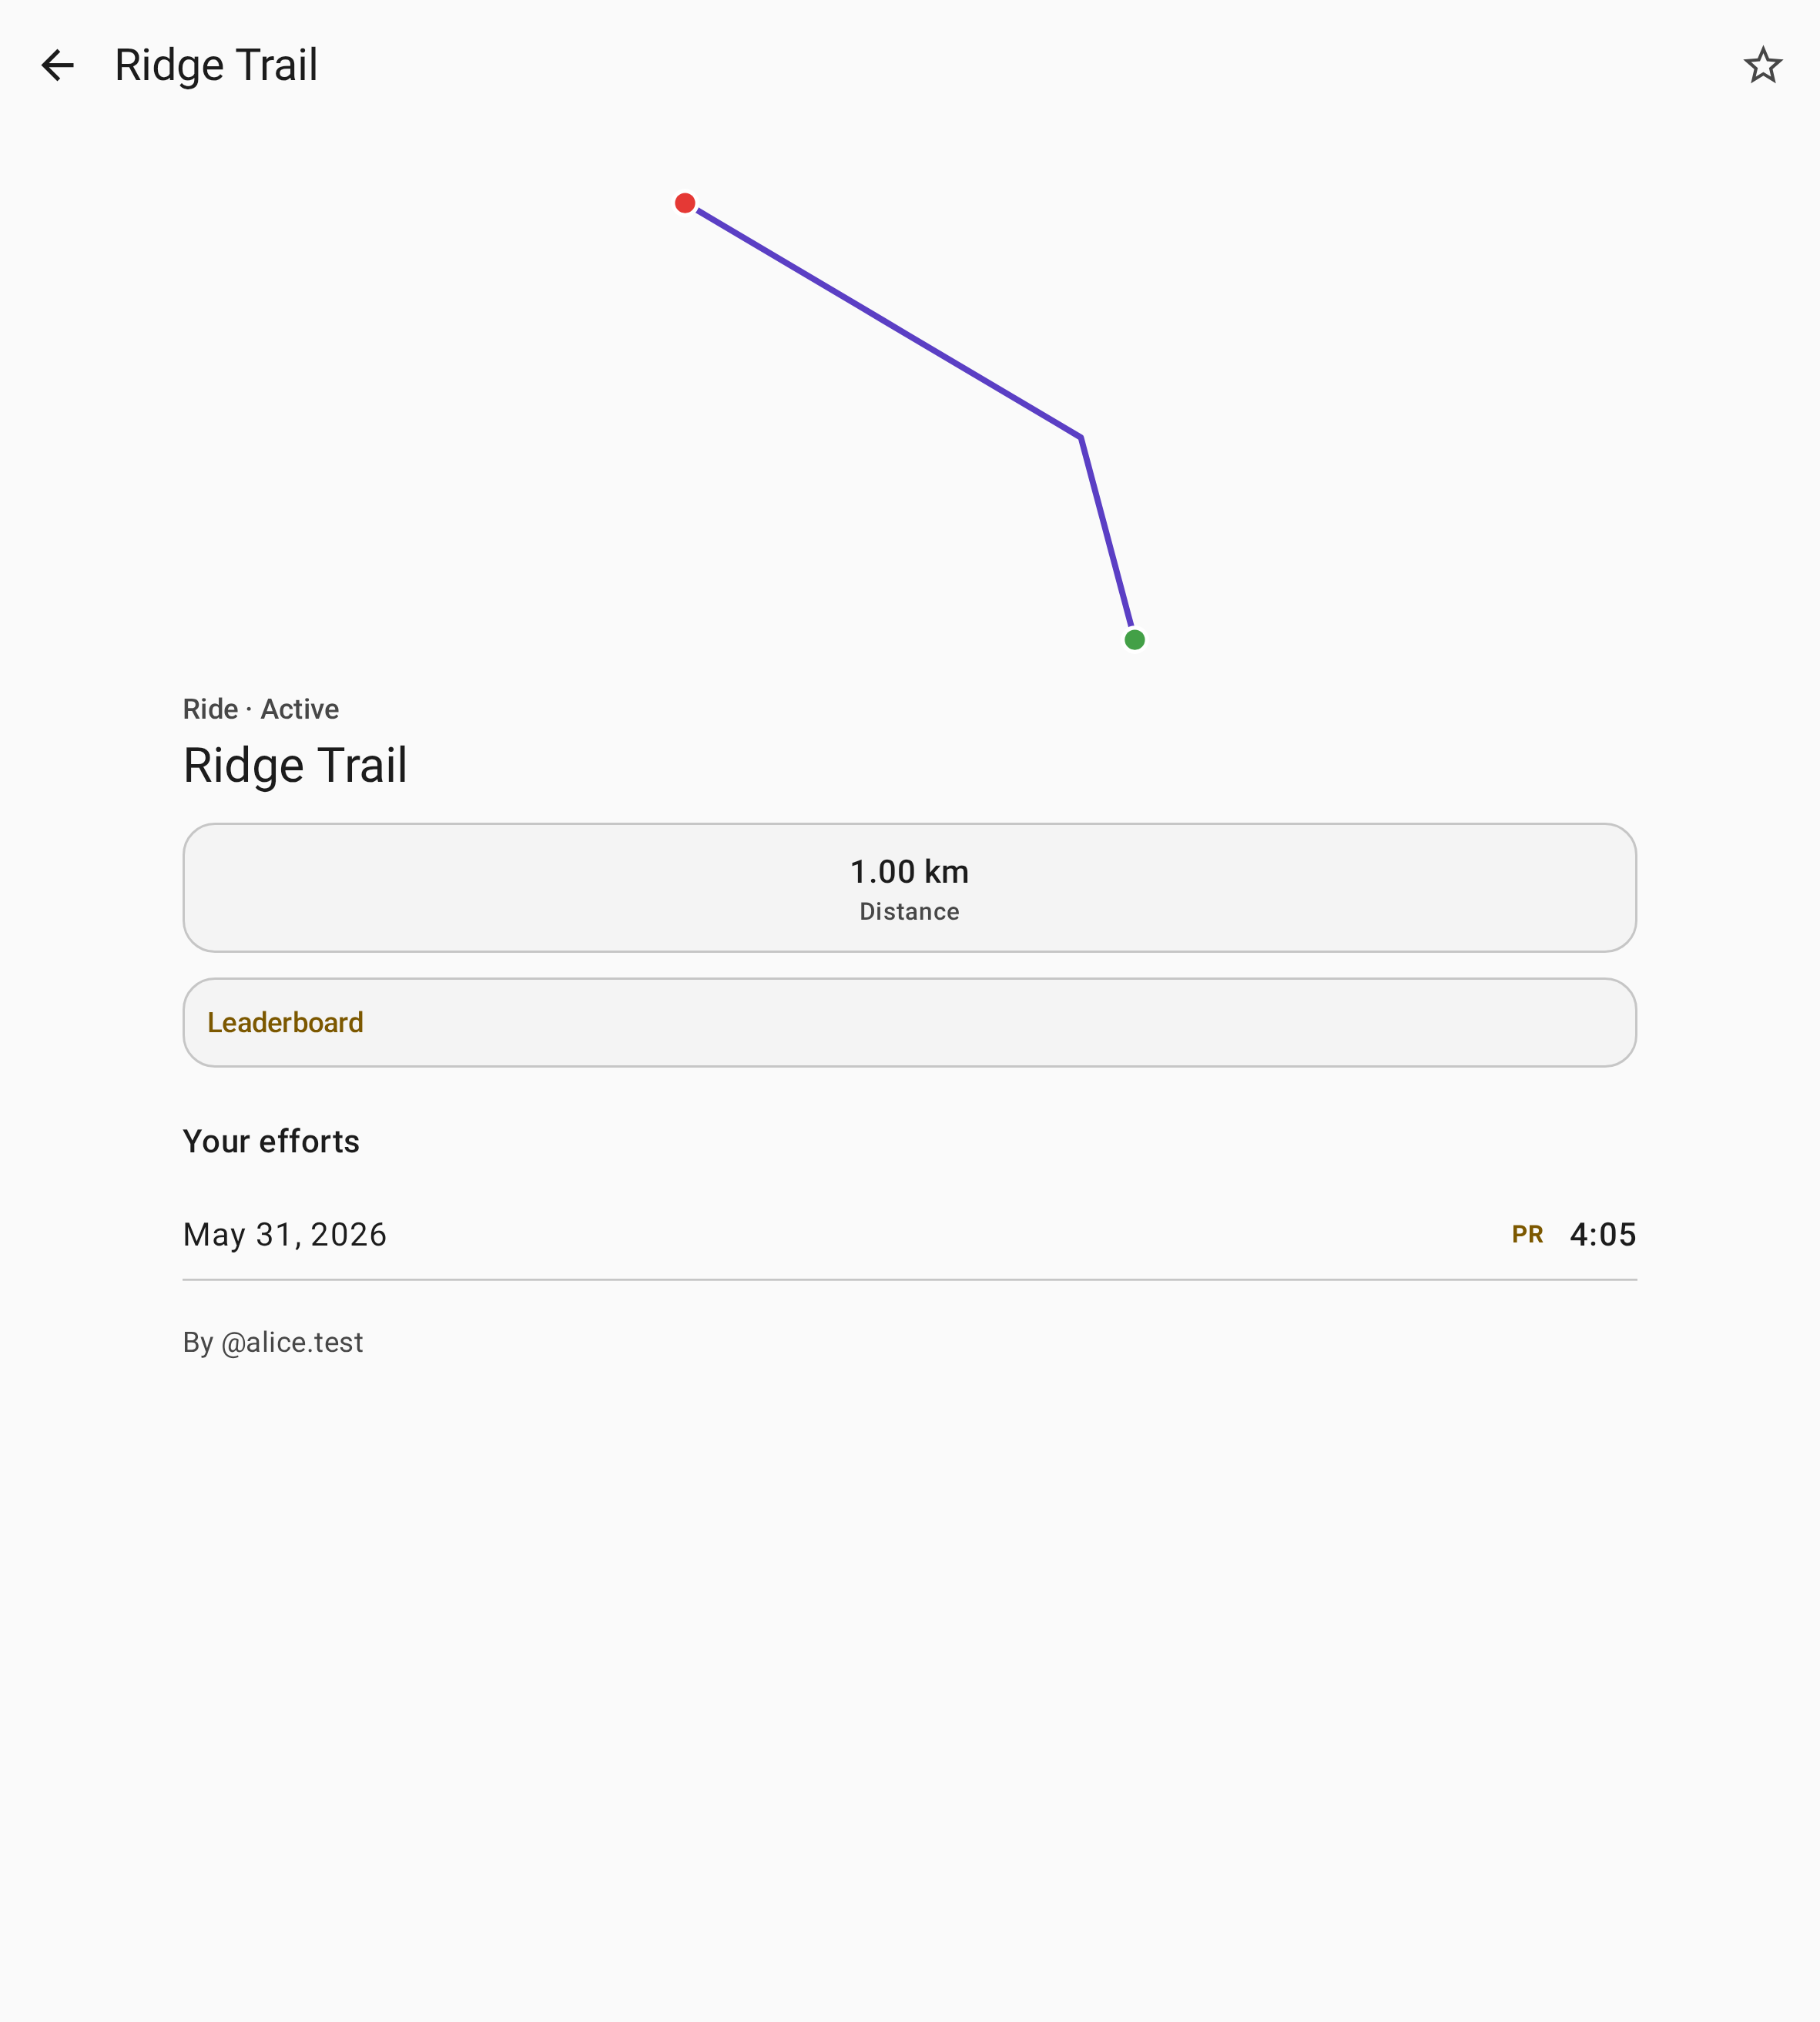 Ridge Trail
Ride · Active
Ridge Trail
1.00 km
Distance
Leaderboard
Your efforts
May 31, 2026 PR 4:05
By @alice.test